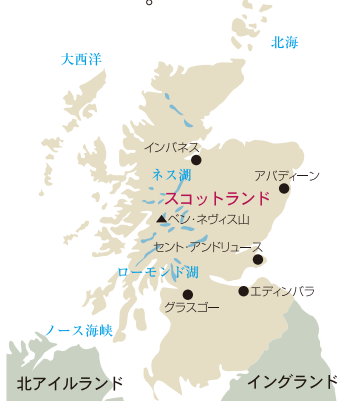 北海
大西洋
インバネス
ネス湖
アバディーン
スコットランド
ベン・ネヴィス山
セント・アンドリュース
ローモンド湖
エディンバラ
グラスゴー
ノース海峡
北アイルランド
イングランド